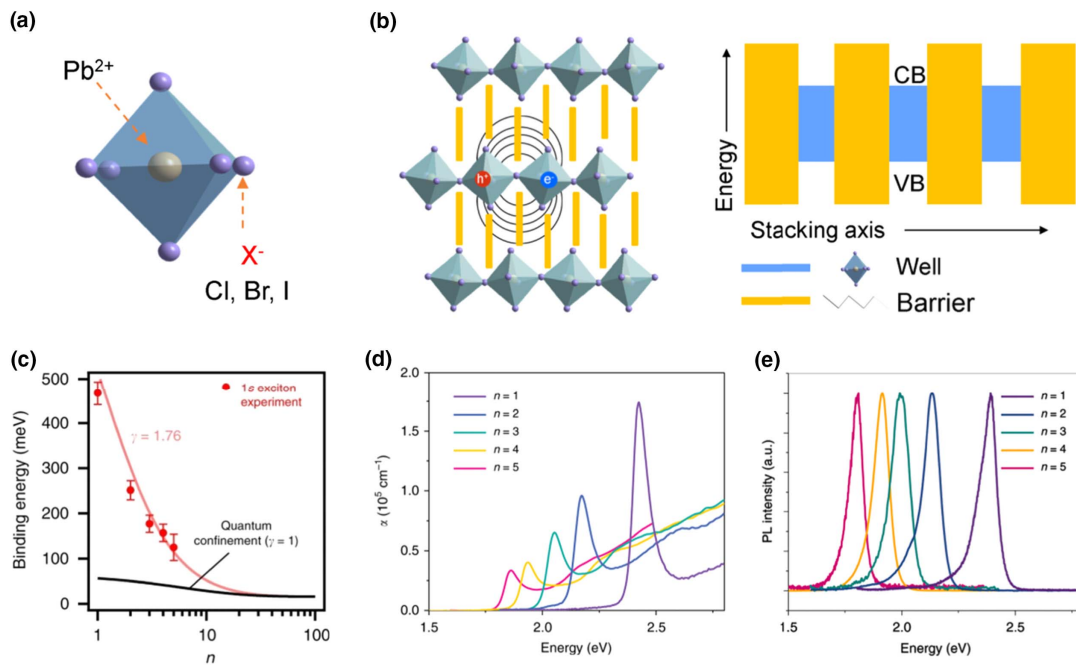 (a)
Pb2+
X-
Cl, Br, I
(b)
h+
e-
Energy
CB
VB
Stacking axis
Well
Barrier
(c)
Binding energy (meV)
500
400
300
200
100
0
1
10
100
n
1s exciton
experiment
γ = 1.76
Quantum
confinement (γ = 1)
(d)
α (10^5 cm^-1)
2.0
1.5
1.0
0.5
0.0
1.5
2.0
2.5
Energy (eV)
n = 1
n = 2
n = 3
n = 4
n = 5
(e)
PL intensity (a.u.)
1.5
2.0
2.5
Energy (eV)
n = 1
n = 2
n = 3
n = 4
n = 5